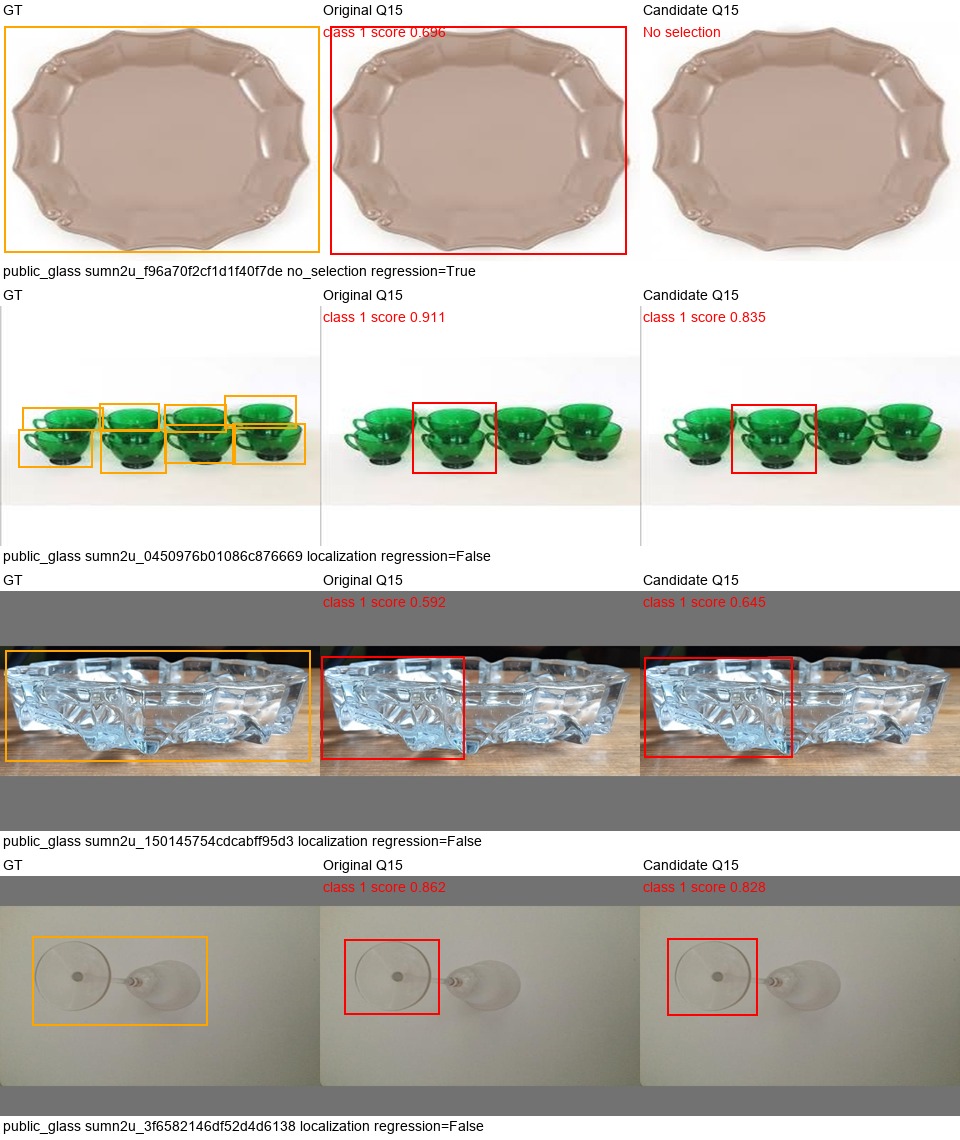 GT
Original Q15
Candidate Q15
class 1 score 0.696
No selection
public_glass sumn2u_f96a70f2cf1d1f40f7de no_selection regression=True
GT
Original Q15
Candidate Q15
class 1 score 0.911
class 1 score 0.835
public_glass sumn2u_0450976b01086c876669 localization regression=False
GT
Original Q15
Candidate Q15
class 1 score 0.592
class 1 score 0.645
public_glass sumn2u_150145754cdcabff95d3 localization regression=False
GT
Original Q15
Candidate Q15
class 1 score 0.862
class 1 score 0.828
public_glass sumn2u_3f6582146df52d4d6138 localization regression=False